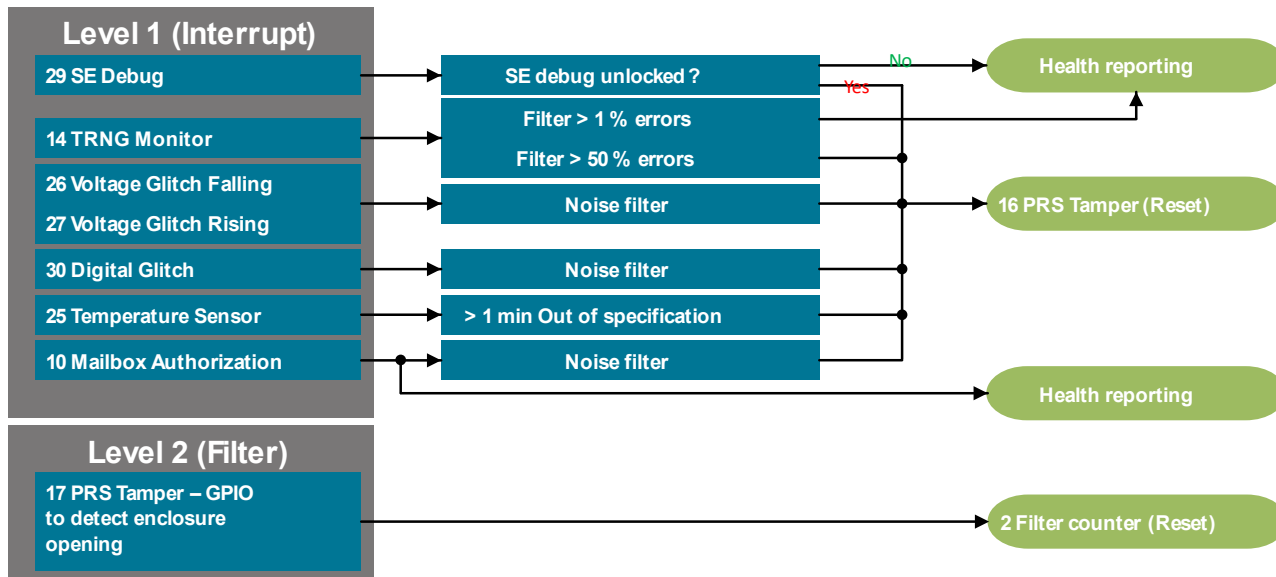 Level 1 (Interrupt)
29 SE Debug
SE debug unlocked ?
No
Yes
Health reporting
14 TRNG Monitor
Filter > 1 % errors
Filter > 50 % errors
26 Voltage Glitch Falling
27 Voltage Glitch Rising
Noise filter
16 PRS Tamper (Reset)
30 Digital Glitch
Noise filter
25 Temperature Sensor
> 1 min Out of specification
10 Mailbox Authorization
Noise filter
Health reporting
Level 2 (Filter)
17 PRS Tamper – GPIO
to detect enclosure
opening
2 Filter counter (Reset)